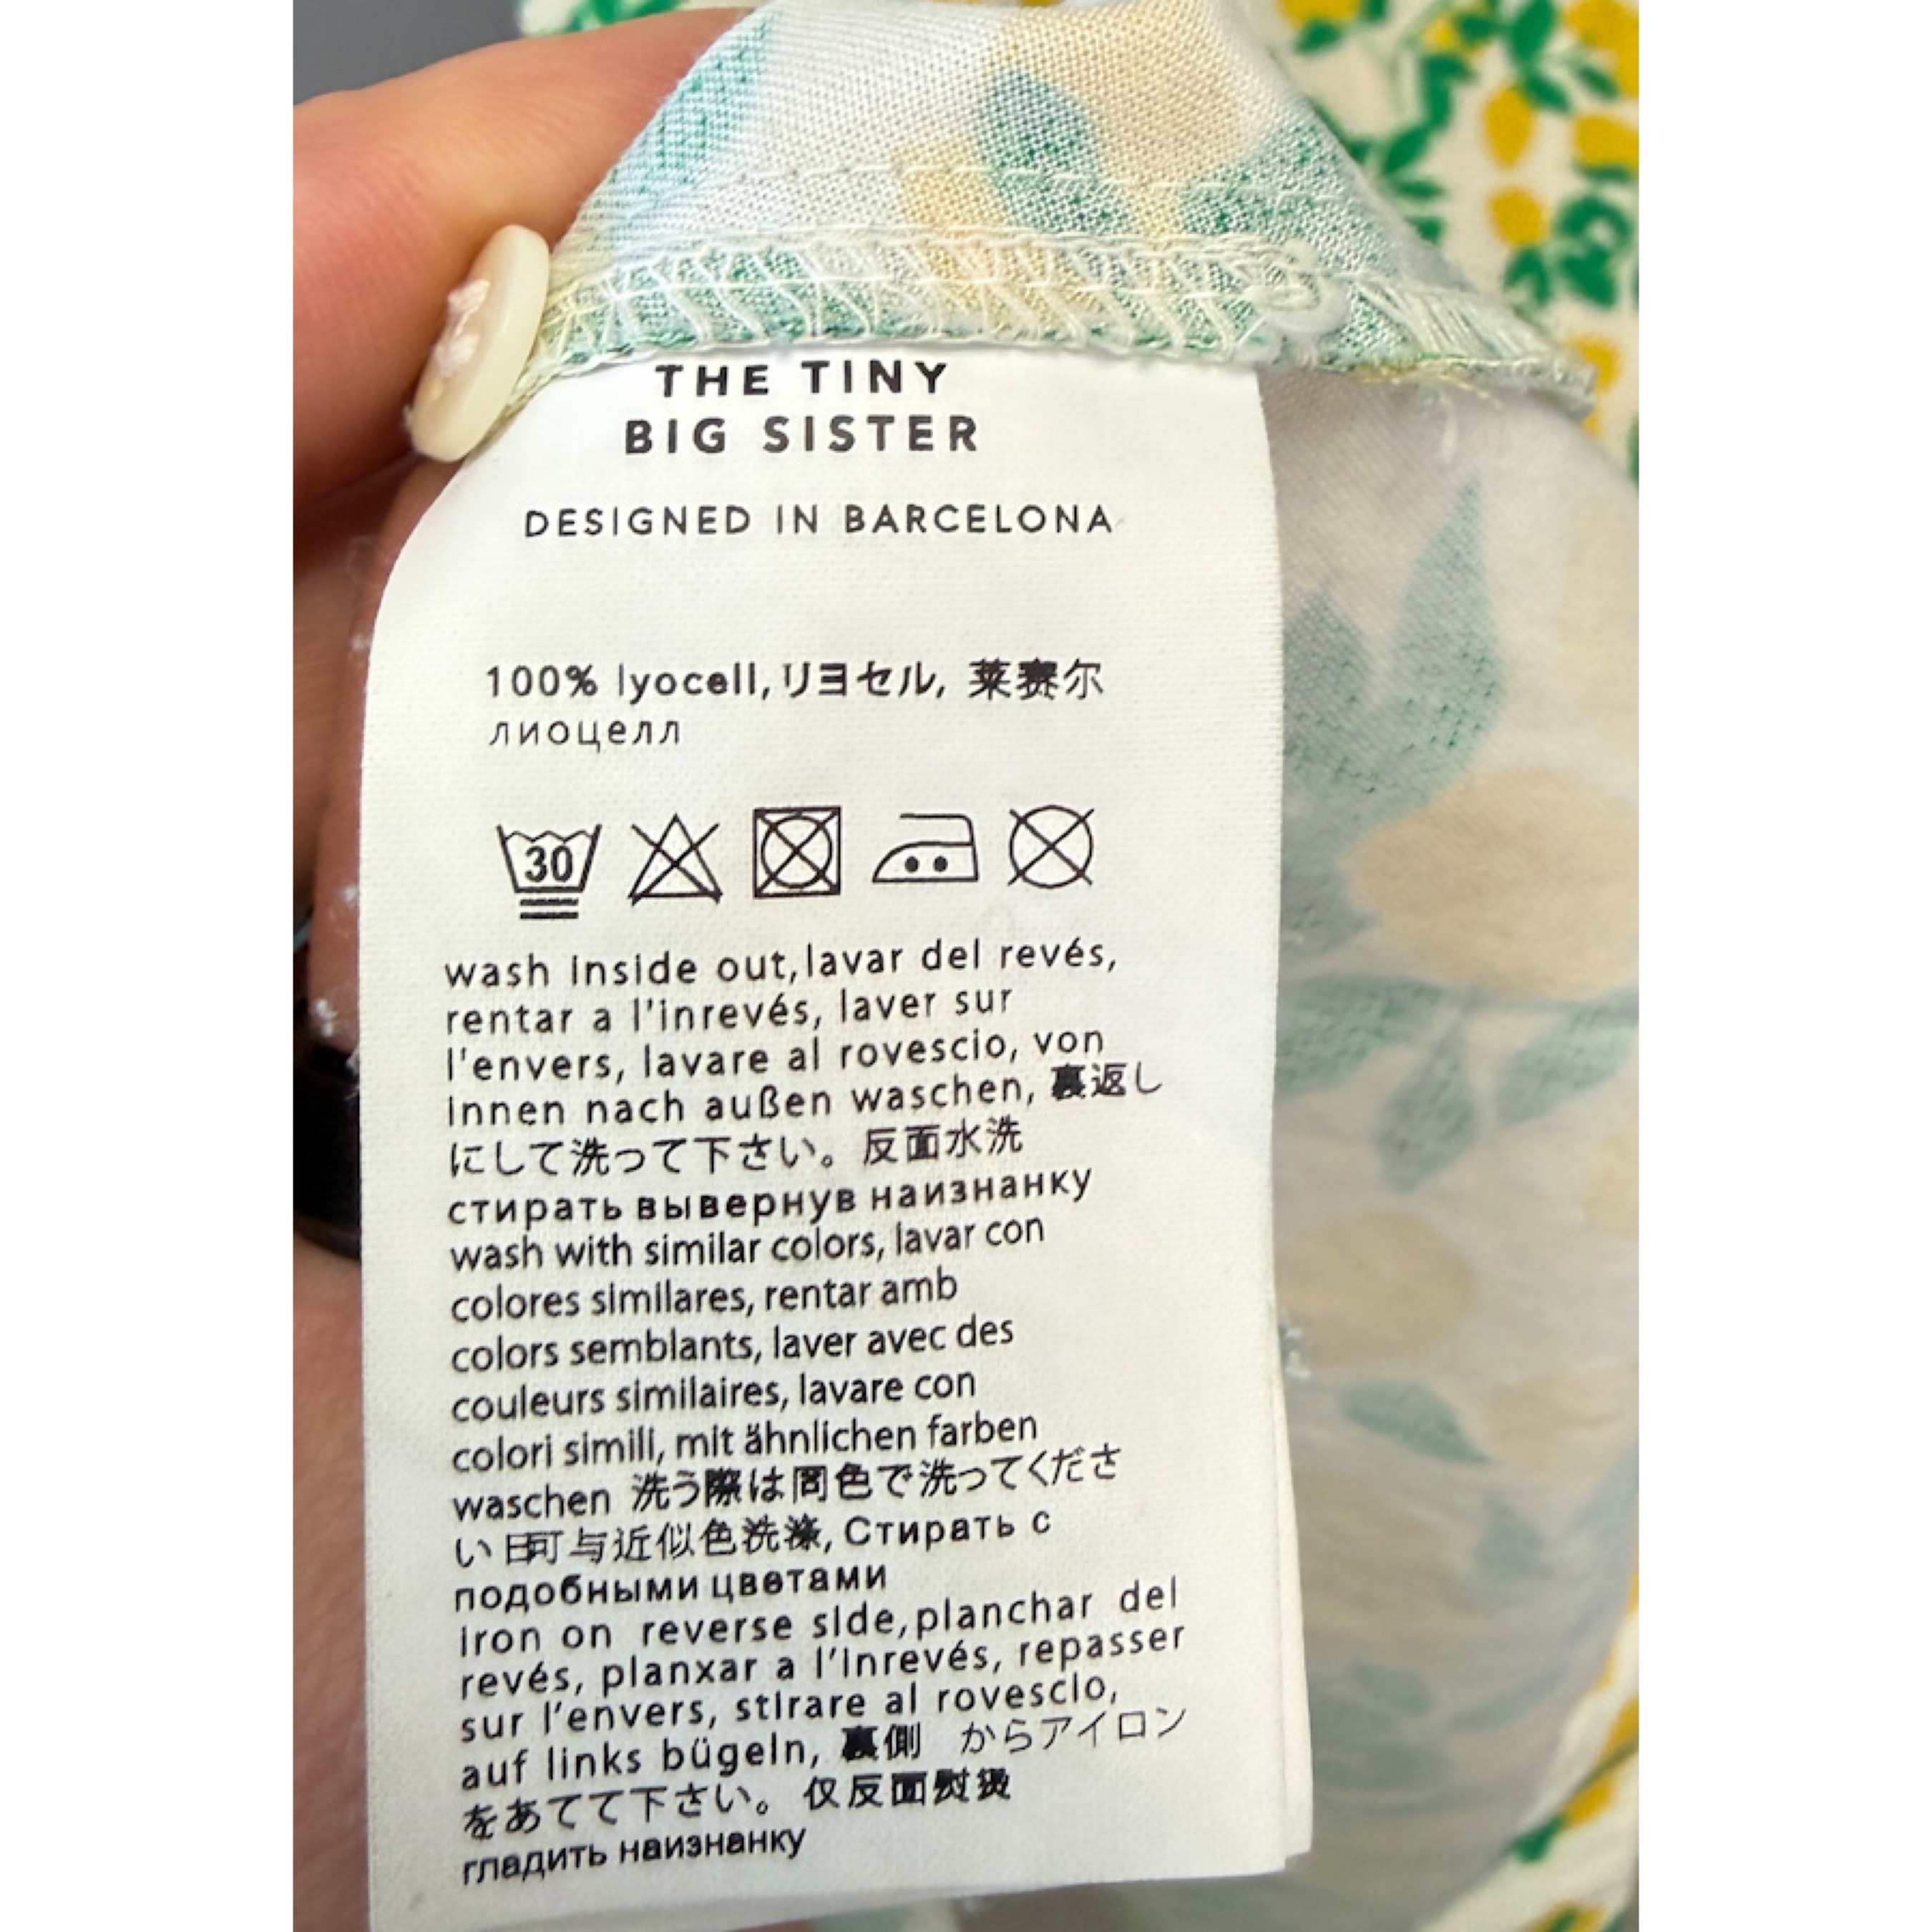 THE TINY
BIG SISTER
DESIGNED IN BARCELONA
100% lyocell, リヨセル, 莱赛尔
лиоцелл
30
wash inside out, lavar del revés,
rentar a l'inrevés, laver sur
l'envers, lavare al rovescio, von
innen nach außen waschen, 裏返し
にして洗って下さい。反面水洗
стирать вывернув наизнанку
wash with similar colors, lavar con
colores similares, rentar amb
colors semblants, laver avec des
couleurs similaires, lavare con
colori simili, mit ähnlichen farben
waschen 洗う際は同色で洗ってくださ
い 可与近似色洗涤, Стирать с
подобными цветами
iron on reverse side, planchar del
revés, planxar a l'inrevés, repasser
sur l'envers, stirare al rovescio,
auf links bügeln, 裏側 からアイロン
をあてて下さい。仅反面熨烫
гладить наизнанку